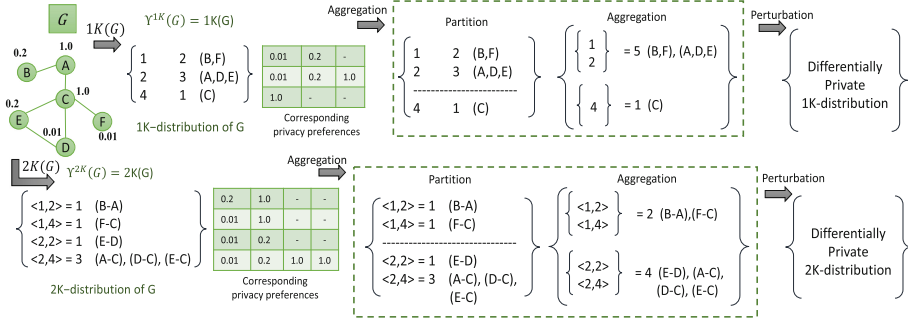 G
1K(G)
ϒ^1K(G) = 1K(G)
0.2
1.0
B
A
0.2
C
1.0
E
F
0.01
D
0.01
1 2 (B,F)
2 3 (A,D,E)
4 1 (C)
1K−distribution of G
0.01 0.2 -
0.01 0.2 1.0
1.0 - -
Corresponding
privacy preferences
Aggregation
Partition
1 2 (B,F)
2 3 (A,D,E)
4 1 (C)
Aggregation
1
2
= 5 (B,F), (A,D,E)
4
= 1 (C)
Perturbation
Differentially
Private
1K-distribution
2K(G)
ϒ^2K(G) = 2K(G)
<1,2> = 1 (B-A)
<1,4> = 1 (F-C)
<2,2> = 1 (E-D)
<2,4> = 3 (A-C), (D-C), (E-C)
2K-distribution of G
0.2 1.0 - -
0.01 1.0 - -
0.01 0.2 - -
0.01 0.2 1.0 1.0
Corresponding
privacy preferences
Aggregation
Partition
<1,2> = 1 (B-A)
<1,4> = 1 (F-C)
<2,2> = 1 (E-D)
<2,4> = 3 (A-C), (D-C),
(E-C)
Aggregation
<1,2>
<1,4>
= 2 (B-A),(F-C)
<2,2>
<2,4>
= 4 (E-D), (A-C),
(D-C), (E-C)
Perturbation
Differentially
Private
2K-distribution